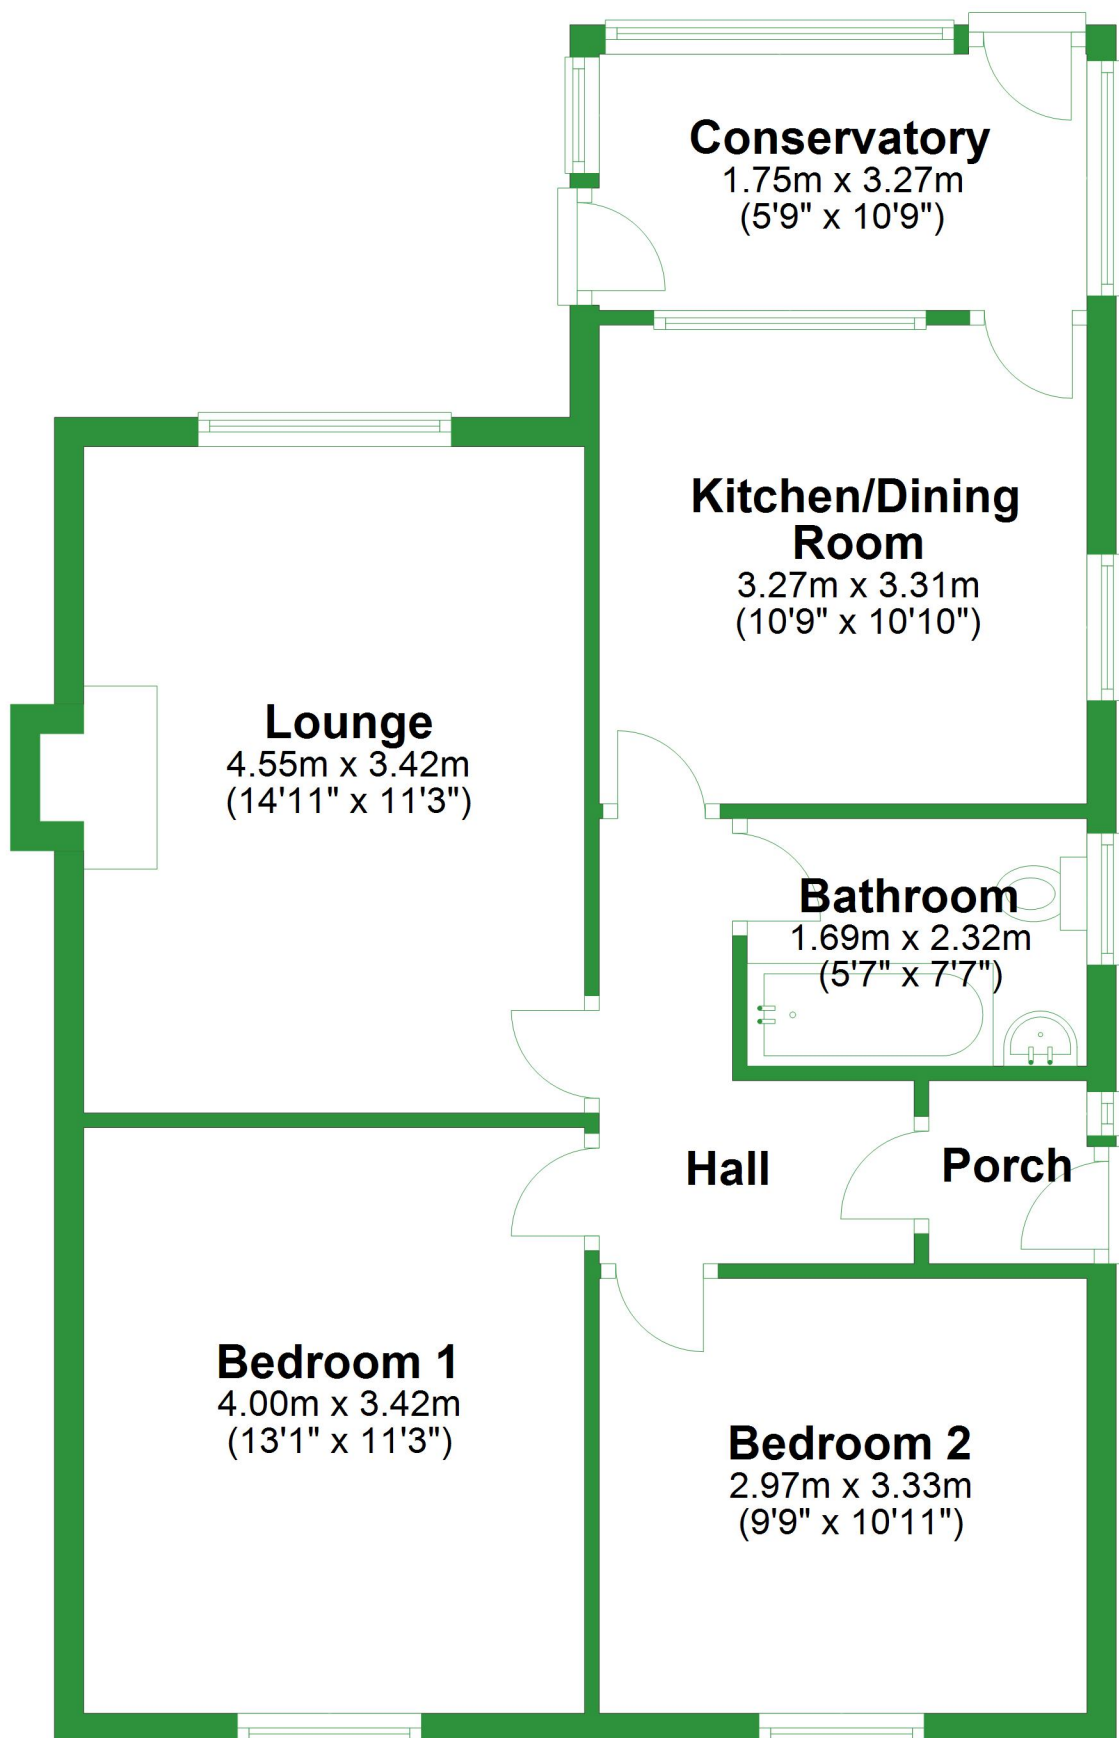 Conservatory
1.75m x 3.27m
(5'9" x 10'9")
Kitchen/Dining
Room
3.27m x 3.31m
(10'9" x 10'10")
Lounge
4.55m x 3.42m
(14'11" x 11'3")
Bathroom
1.69m x 2.32m
(5'7" x 7'7")
Hall
Porch
Bedroom 1
4.00m x 3.42m
(13'1" x 11'3")
Bedroom 2
2.97m x 3.33m
(9'9" x 10'11")